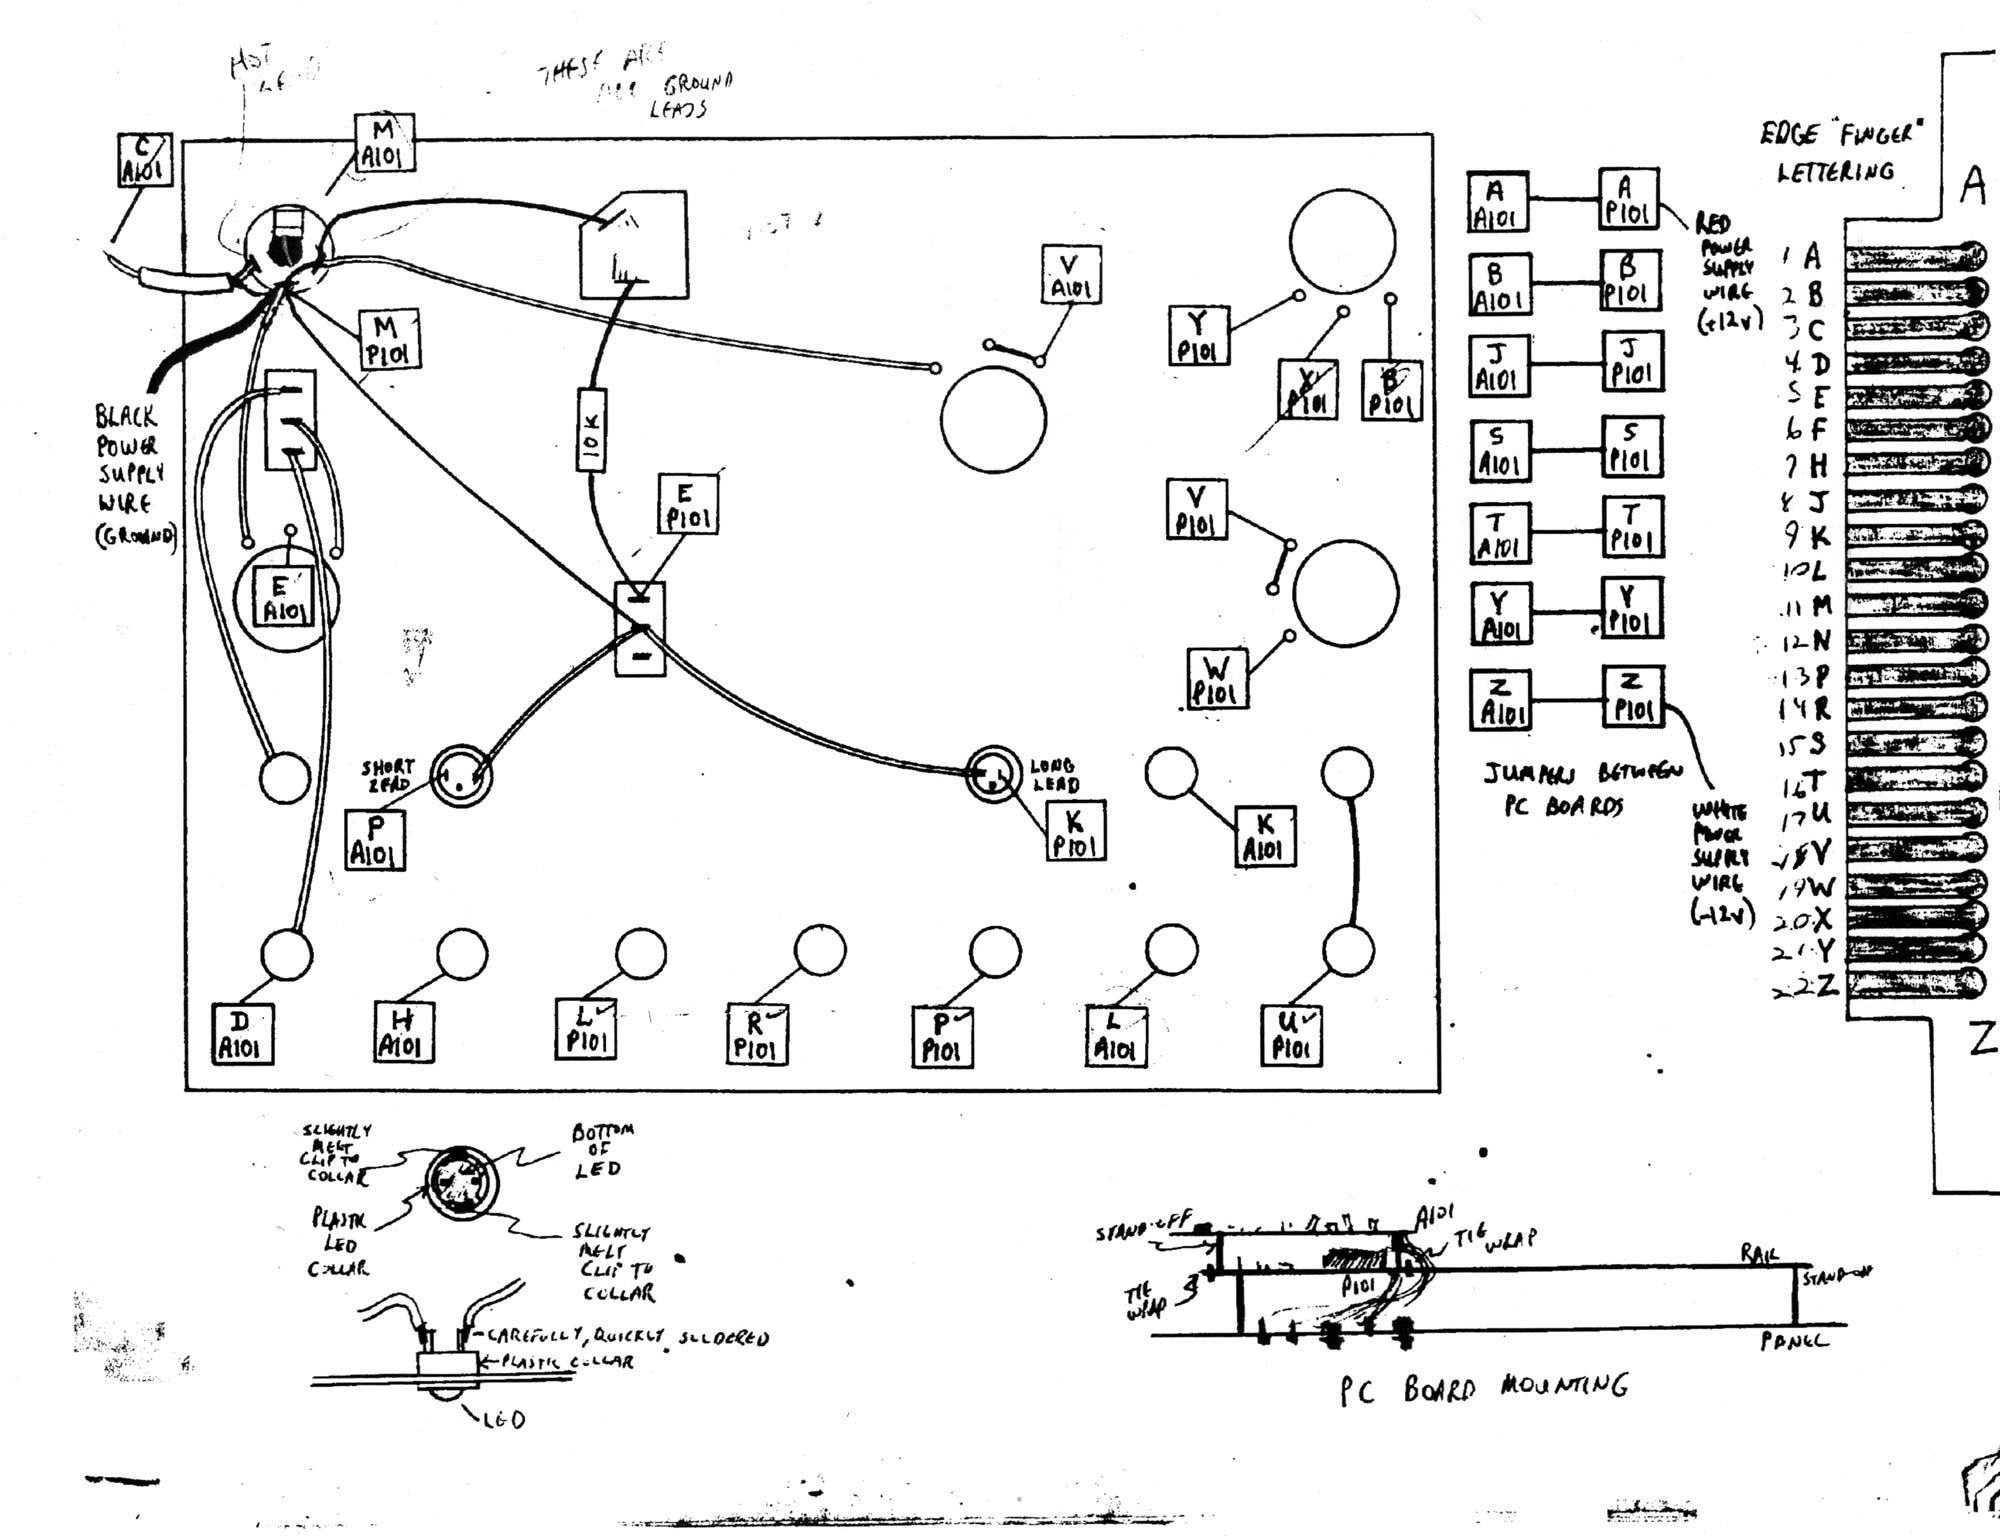 HOT
THESE ARE
ALL GROUND
LEADS
C
A101
M
A101
M
P101
BLACK
POWER
SUPPLY
WIRE
(GROUND)
10K
E
P101
E
A101
V
A101
Y
P101
X
P101
B
P101
V
P101
W
P101
SHORT
LEAD
P
A101
LONG
LEAD
K
P101
K
A101
D
A101
H
A101
L
P101
R
P101
P
P101
L
A101
U
P101
A
A101
A
P101
B
A101
B
P101
J
A101
J
P101
S
A101
S
P101
T
A101
T
P101
Y
A101
Y
P101
Z
A101
Z
P101
RED
POWER
SUPPLY
WIRE
(+12V)
JUMPERS BETWEEN
PC BOARDS
WHITE
POWER
SUPPLY
WIRE
(-12V)
EDGE "FINGER"
LETTERING
A
1 A
2 B
3 C
4 D
5 E
6 F
7 H
8 J
9 K
10 L
11 M
12 N
13 P
14 R
15 S
16 T
17 U
18 V
19 W
20 X
21 Y
22 Z
Z
SLIGHTLY
MELT
CLIP TO
COLLAR
BOTTOM
OF
LED
PLASTIC
LED
COLLAR
SLIGHTLY
MELT
CLIP TO
COLLAR
CAREFULLY, QUICKLY SOLDERED
PLASTIC COLLAR
LED
STAND-OFF
A101
TIE
WRAP
RAIL
STAND-OFF
TIE
WRAP
P101
PANEL
PC BOARD MOUNTING